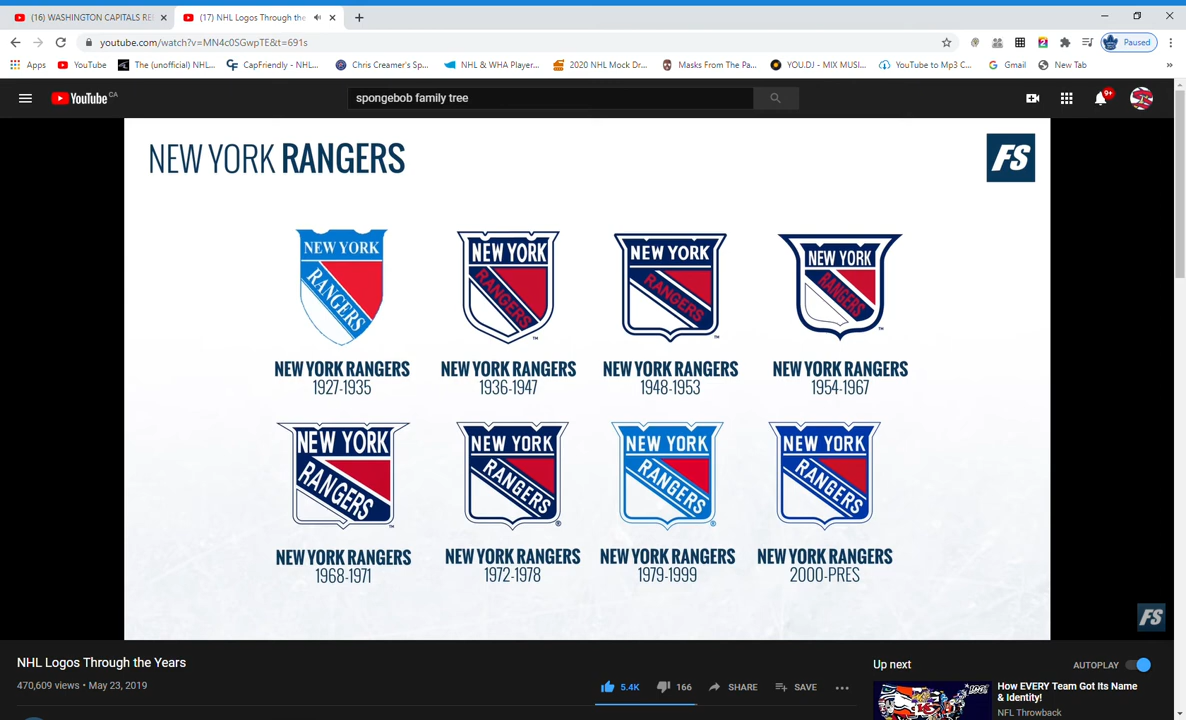 (16) WASHINGTON CAPITALS RE
(17) NHL Logos Through the
youtube.com/watch?v=MN4c0SGwpTE&t=691s
Paused
Apps
YouTube
The (unofficial) NHL...
CapFriendly - NHL...
Chris Creamer's Sp...
NHL & WHA Player...
2020 NHL Mock Dr...
Masks From The Pa...
YOU.DJ - MIX MUSI...
YouTube to Mp3 C...
Gmail
New Tab
»
YouTube CA
spongebob family tree
9+
NEW YORK RANGERS
FS
NEW YORK
RANGERS
NEW YORK
RANGERS
NEW YORK
RANGERS
NEW YORK
RANGERS
NEW YORK RANGERS
1927-1935
NEW YORK RANGERS
1936-1947
NEW YORK RANGERS
1948-1953
NEW YORK RANGERS
1954-1967
NEW YORK
RANGERS
NEW YORK
RANGERS
NEW YORK
RANGERS
NEW YORK
RANGERS
NEW YORK RANGERS
1968-1971
NEW YORK RANGERS
1972-1978
NEW YORK RANGERS
1979-1999
NEW YORK RANGERS
2000-PRES
FS
NHL Logos Through the Years
470,609 views • May 23, 2019
5.4K
166
SHARE
SAVE
Up next
AUTOPLAY
How EVERY Team Got Its Name
& Identity!
NFL Throwback